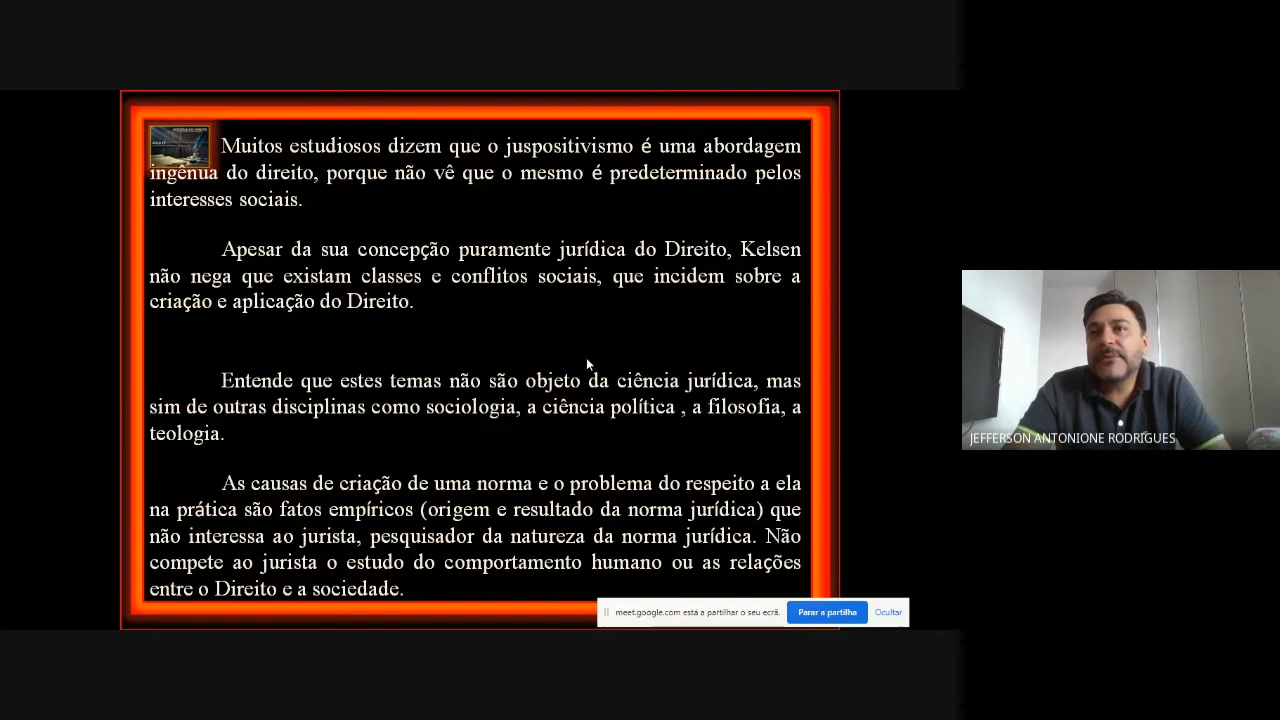 Muitos estudiosos dizem que o juspositivismo é uma abordagem
ingênua do direito, porque não vê que o mesmo é predeterminado pelos
interesses sociais.
Apesar da sua concepção puramente jurídica do Direito, Kelsen
não nega que existam classes e conflitos sociais, que incidem sobre a
criação e aplicação do Direito.
Entende que estes temas não são objeto da ciência jurídica, mas
sim de outras disciplinas como sociologia, a ciência política , a filosofia, a
teologia.
As causas de criação de uma norma e o problema do respeito a ela
na prática são fatos empíricos (origem e resultado da norma jurídica) que
não interessa ao jurista, pesquisador da natureza da norma jurídica. Não
compete ao jurista o estudo do comportamento humano ou as relações
entre o Direito e a sociedade.
meet.google.com está a partilhar o seu ecrã.
Parar a partilha
Ocultar
JEFFERSON ANTONIONE RODRIGUES